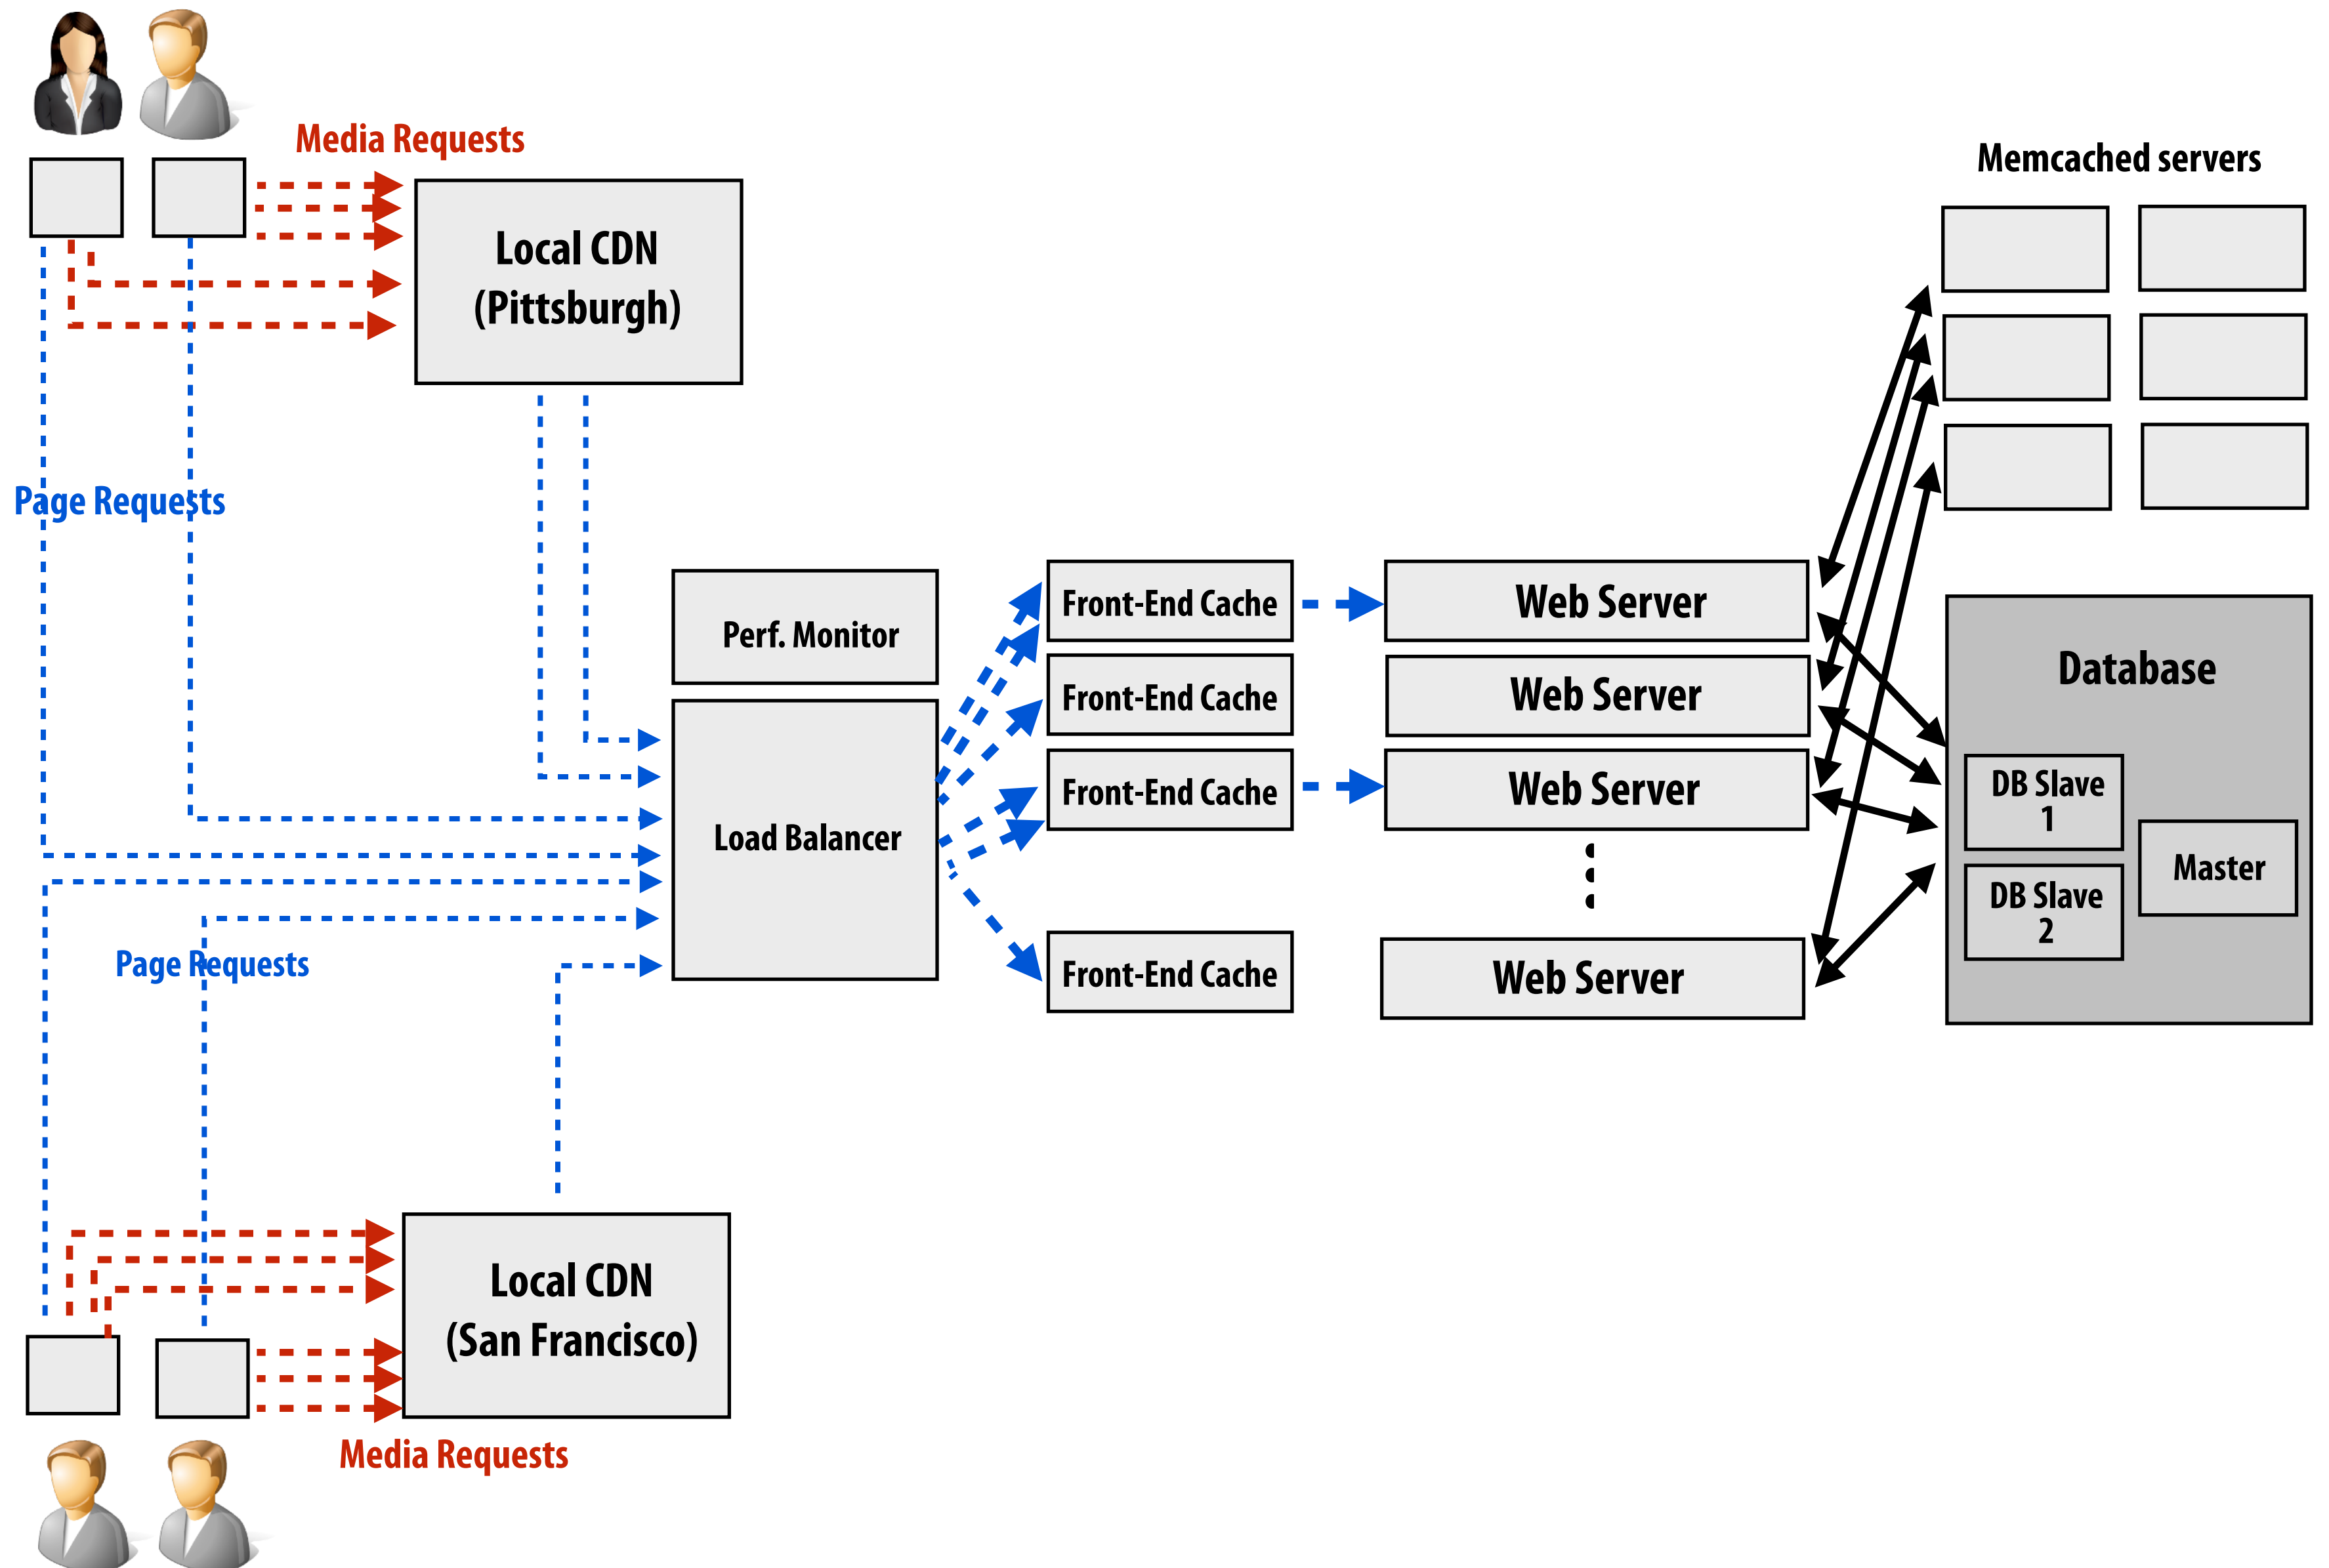 Media Requests
Memcached servers
Local CDN
(Pittsburgh)
Page Requests
Perf. Monitor
Front-End Cache
Web Server
Database
Front-End Cache
Web Server
Front-End Cache
Web Server
DB Slave
1
Load Balancer
Master
DB Slave
2
Page Requests
Front-End Cache
Web Server
Local CDN
(San Francisco)
Media Requests